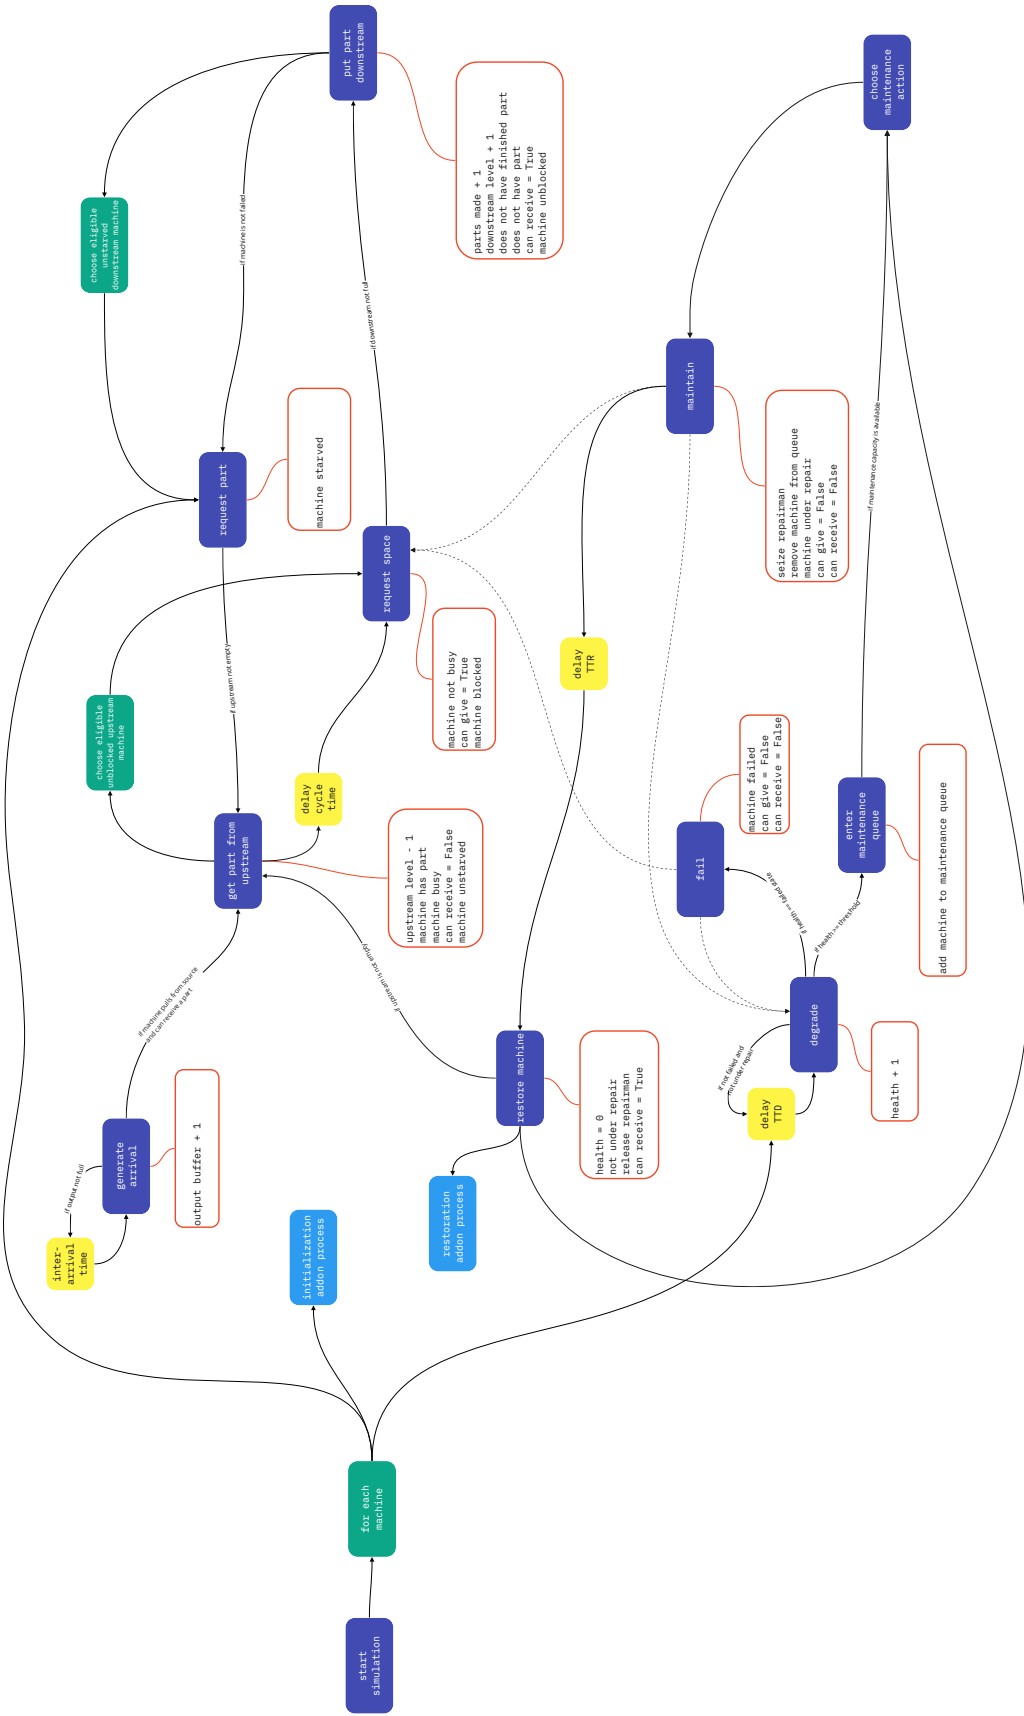 start
simulation
for each
machine
inter-
arrival
time
if output not full
generate
arrival
output buffer + 1
if machine pulls from source
and can receive a part
initialization
addon process
restoration
addon process
restore machine
health = 0
not under repair
release repairman
can receive = True
if upstream is not empty
get part from
upstream
upstream level - 1
machine has part
machine busy
can receive = False
machine unstarved
choose eligible
unblocked upstream
machine
delay
cycle
time
if upstream not empty
request part
machine starved
request space
machine not busy
can give = True
machine blocked
choose eligible
unstarved
downstream machine
if machine is not failed
if downstream not full
put part
downstream
parts made + 1
downstream level + 1
does not have finished part
does not have part
can receive = True
machine unblocked
delay
TTD
if not failed and
not under repair
degrade
health + 1
if health == failed state
if health >= threshold
fail
machine failed
can give = False
can receive = False
enter
maintenance
queue
add machine to maintenance queue
delay
TTR
maintain
seize repairman
remove machine from queue
machine under repair
can give = False
can receive = False
if maintenance capacity is available
choose
maintenance
action